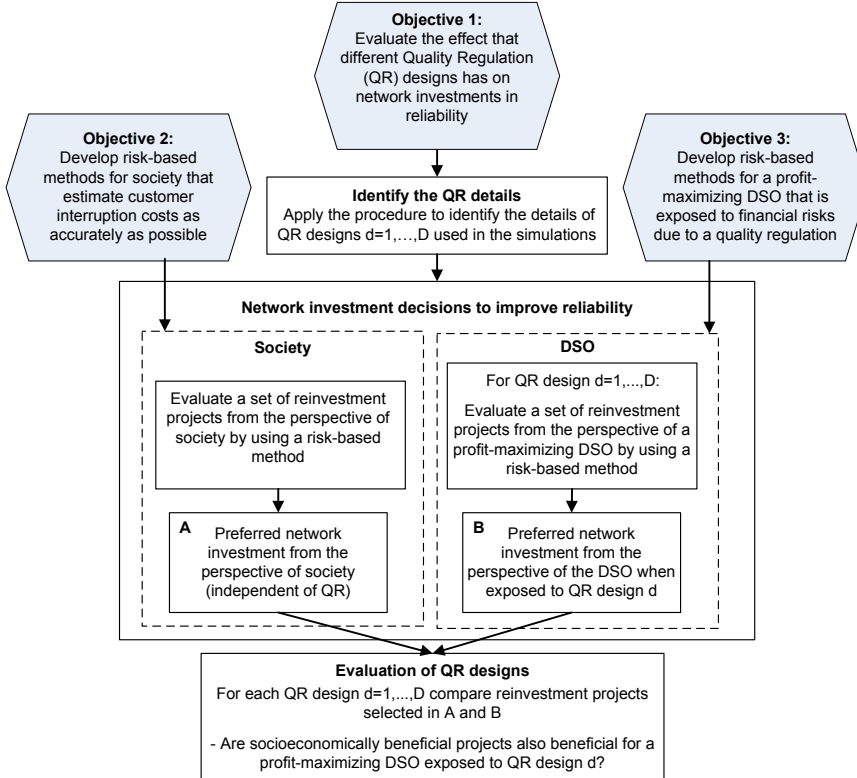 Objective 1:
Evaluate the effect that
different Quality Regulation
(QR) designs has on
network investments in
reliability
Objective 2:
Develop risk-based
methods for society that
estimate customer
interruption costs as
accurately as possible
Objective 3:
Develop risk-based
methods for a profit-
maximizing DSO that is
exposed to financial risks
due to a quality regulation
Identify the QR details
Apply the procedure to identify the details of
QR designs d=1,...,D used in the simulations
Network investment decisions to improve reliability
Society
Evaluate a set of reinvestment
projects from the perspective of
society by using a risk-based
method
A
Preferred network
investment from the
perspective of society
(independent of QR)
DSO
For QR design d=1,...,D:
Evaluate a set of reinvestment
projects from the perspective of a
profit-maximizing DSO by using a
risk-based method
B
Preferred network
investment from the
perspective of the DSO when
exposed to QR design d
Evaluation of QR designs
For each QR design d=1,...,D compare reinvestment projects
selected in A and B
- Are socioeconomically beneficial projects also beneficial for a
profit-maximizing DSO exposed to QR design d?